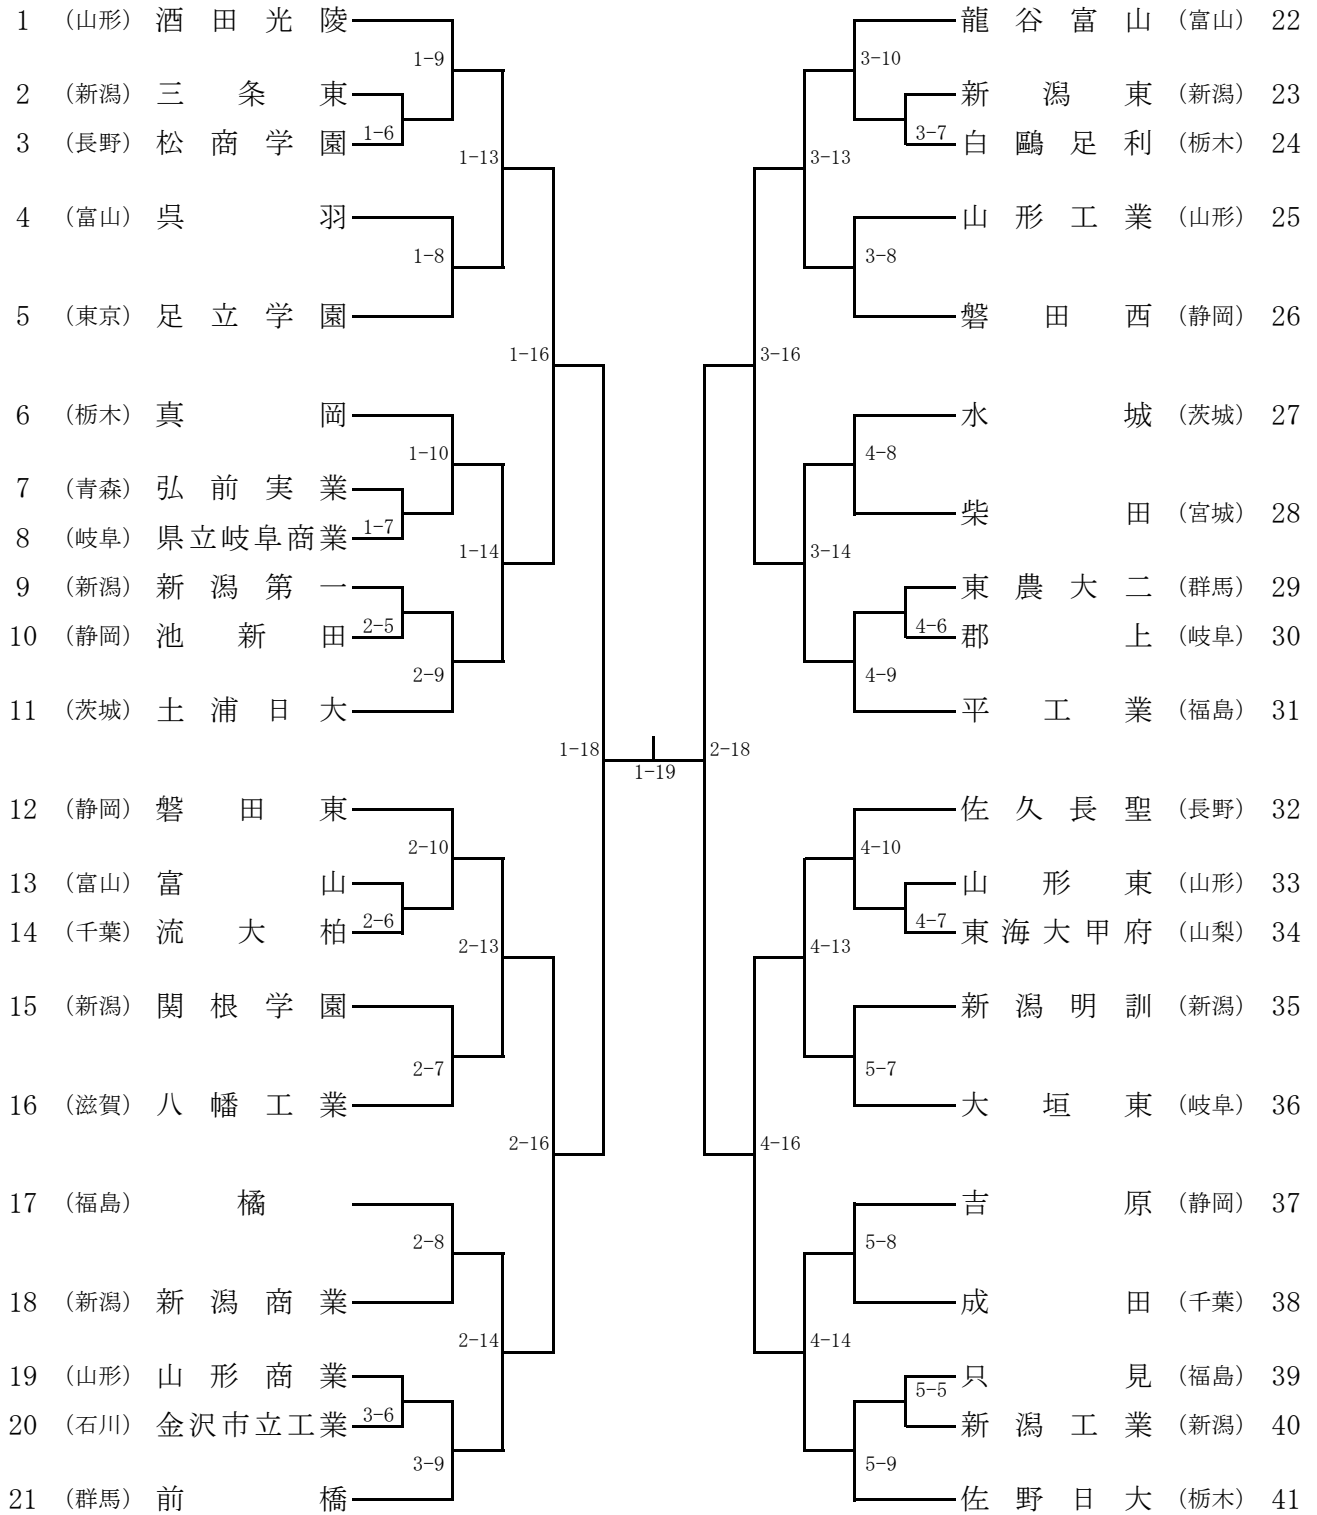 1 （山形） 酒田光陵
1-9
2 （新潟） 三条東
3 （長野） 松商学園
1-6
1-13
4 （富山） 呉羽
1-8
5 （東京） 足立学園
1-16
6 （栃木） 真岡
1-10
7 （青森） 弘前実業
8 （岐阜） 県立岐阜商業
1-7
1-14
9 （新潟） 新潟第一
10 （静岡） 池新田
2-5
2-9
11 （茨城） 土浦日大
1-18
12 （静岡） 磐田東
2-10
13 （富山） 富山
14 （千葉） 流大柏
2-6
2-13
15 （新潟） 関根学園
2-7
16 （滋賀） 八幡工業
2-16
17 （福島） 橘
2-8
18 （新潟） 新潟商業
2-14
19 （山形） 山形商業
20 （石川） 金沢市立工業
3-6
3-9
21 （群馬） 前橋
1-19
龍谷富山 （富山） 22
3-10
新潟東 （新潟） 23
3-7
白鷗足利 （栃木） 24
3-13
山形工業 （山形） 25
3-8
磐田西 （静岡） 26
3-16
水城 （茨城） 27
4-8
柴田 （宮城） 28
3-14
東農大二 （群馬） 29
4-6
郡上 （岐阜） 30
4-9
平工業 （福島） 31
2-18
佐久長聖 （長野） 32
4-10
山形東 （山形） 33
4-7
東海大甲府 （山梨） 34
4-13
新潟明訓 （新潟） 35
5-7
大垣東 （岐阜） 36
4-16
吉原 （静岡） 37
5-8
成田 （千葉） 38
4-14
只見 （福島） 39
5-5
新潟工業 （新潟） 40
5-9
佐野日大 （栃木） 41